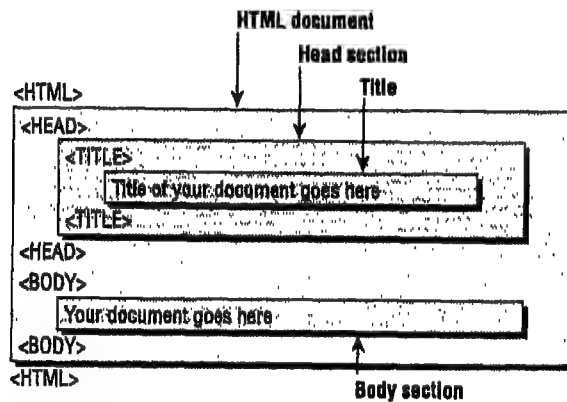 HTML document
Head section
Title
<HTML>
<HEAD>
<TITLE>
Title of your document goes here
<TITLE>
<HEAD>
<BODY>
Your document goes here
<BODY>
<HTML>
Body section